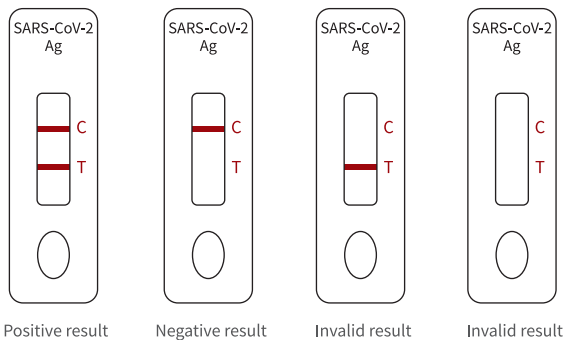 SARS-CoV-2
Ag
C
T
Positive result
SARS-CoV-2
Ag
C
T
Negative result
SARS-CoV-2
Ag
C
T
Invalid result
SARS-CoV-2
Ag
C
T
Invalid result